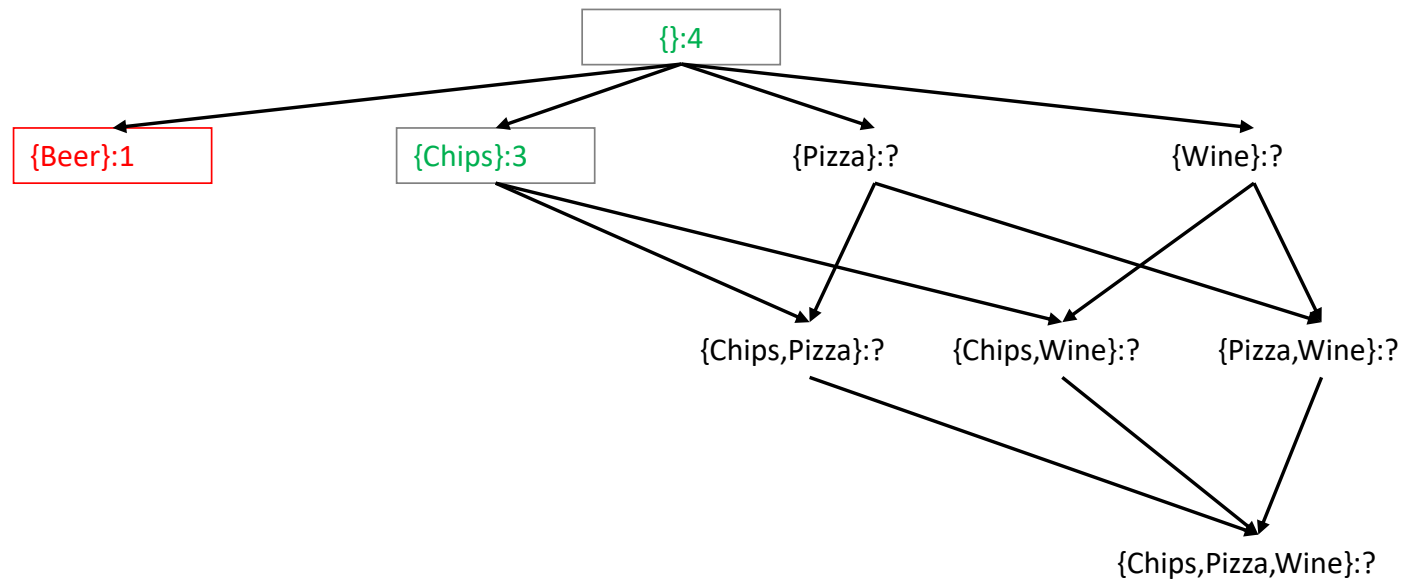 {}:4
{Beer}:1
{Chips}:3
{Pizza}:?
{Wine}:?
{Chips,Pizza}:?
{Chips,Wine}:?
{Pizza,Wine}:?
{Chips,Pizza,Wine}:?